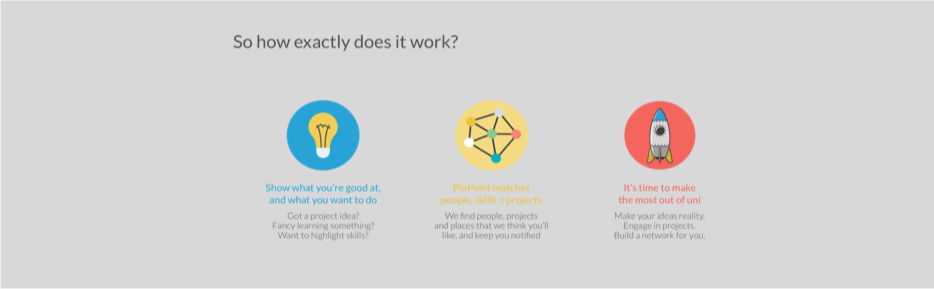 So how exactly does it work?
Show what you're good at,
and what you want to do
Got a project idea?
Fancy learning something?
Want to highlight skills?
PinPoint matches
people, skills + projects
We find people, projects
and places that we think you'll
like, and keep you notified
It's time to make
the most out of uni
Make your ideas reality.
Engage in projects.
Build a network for you.